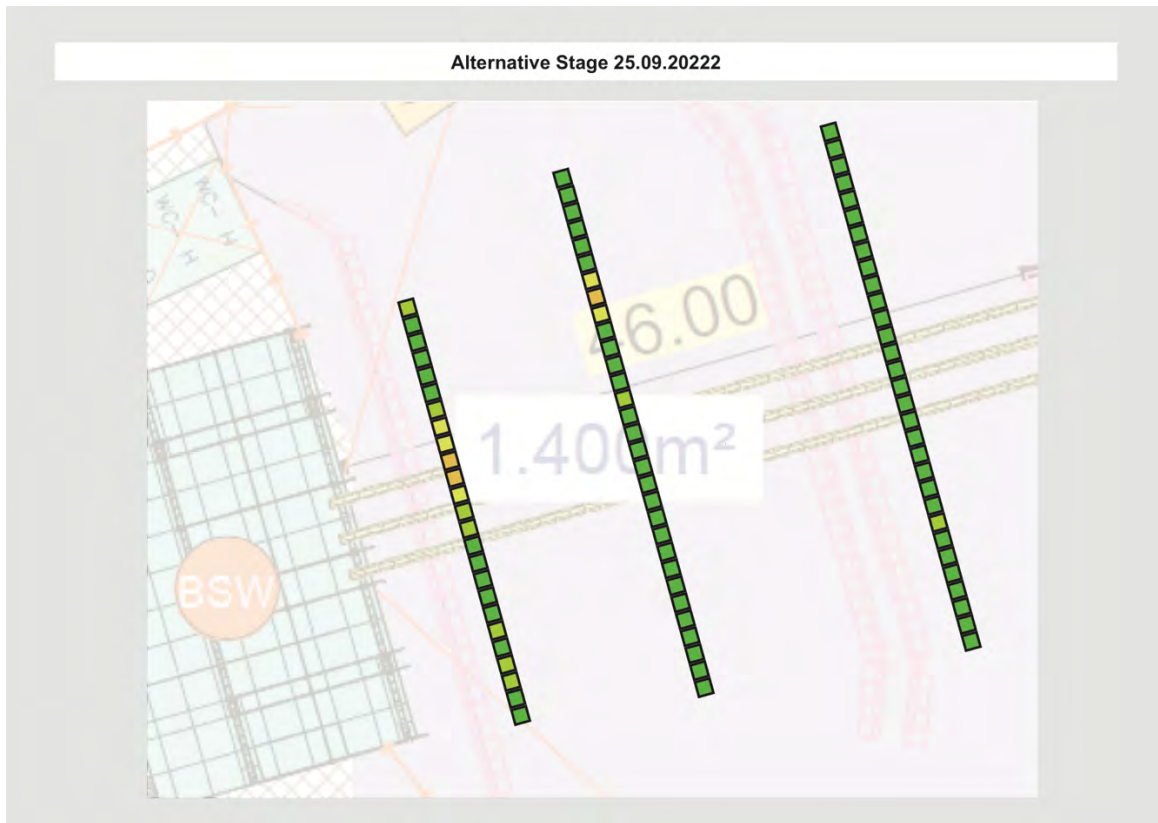 Alternative Stage 25.09.20222
WC- H
WC- H
46.00
1.400m²
BSW